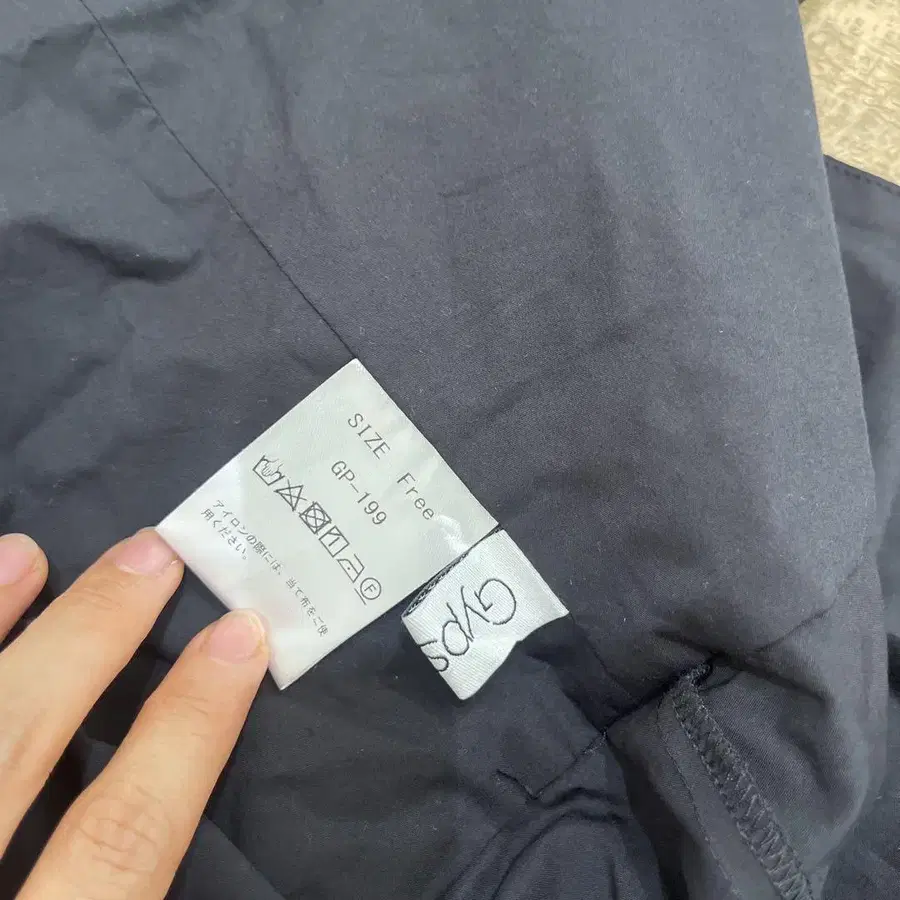 SIZE Free
GP-199
F
アイロンの際には、当て布をご使
用ください。
Gyps